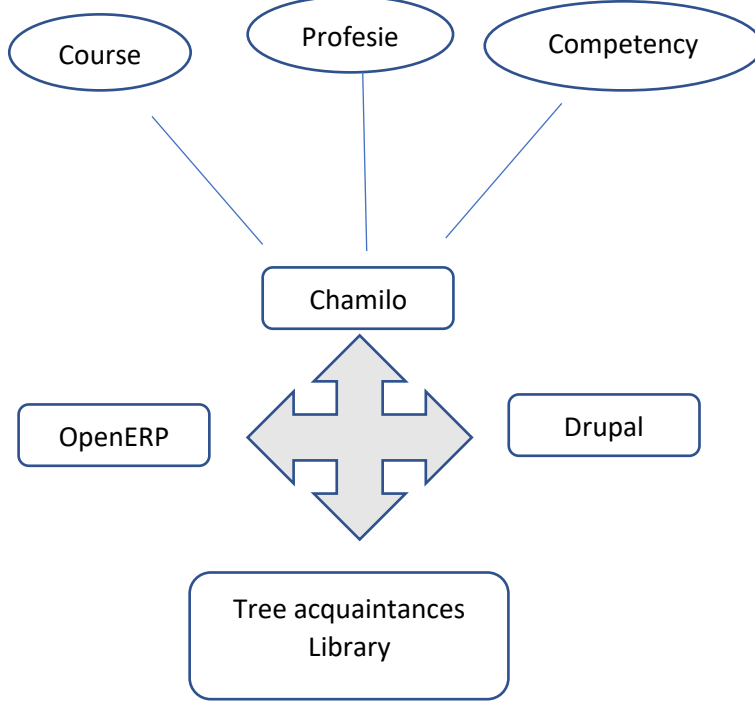 Course
Profesie
Competency
Chamilo
OpenERP
Drupal
Tree acquaintances
Library